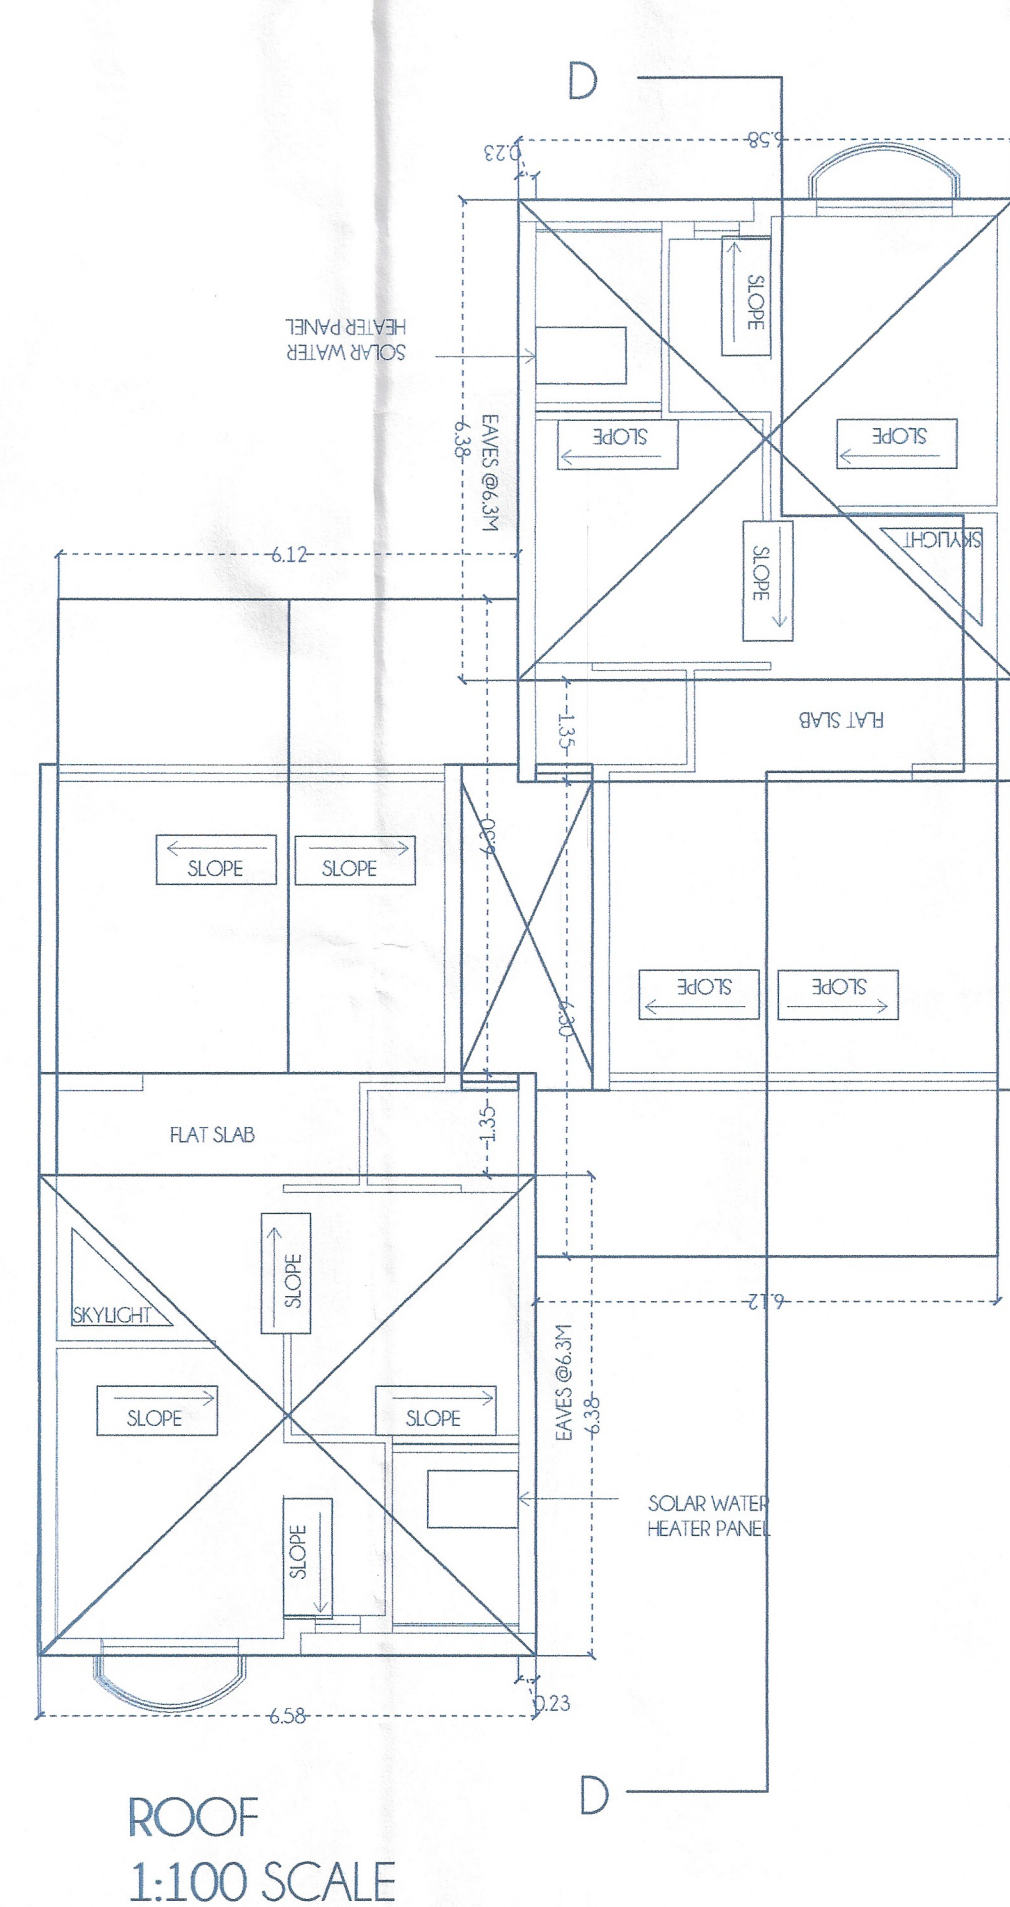 D
6.58
0.23
SLOPE
SOLAR WATER
HEATER PANEL
EAVES @6.3M
6.38
SLOPE
SLOPE
SKYLIGHT
SLOPE
6.12
FLAT SLAB
1.35
6.30
SLOPE
SLOPE
SLOPE
SLOPE
6.30
FLAT SLAB
1.35
SLOPE
SKYLIGHT
6.12
EAVES @6.3M
6.38
SLOPE
SLOPE
SOLAR WATER
HEATER PANEL
SLOPE
0.23
6.58
D
ROOF
1:100 SCALE